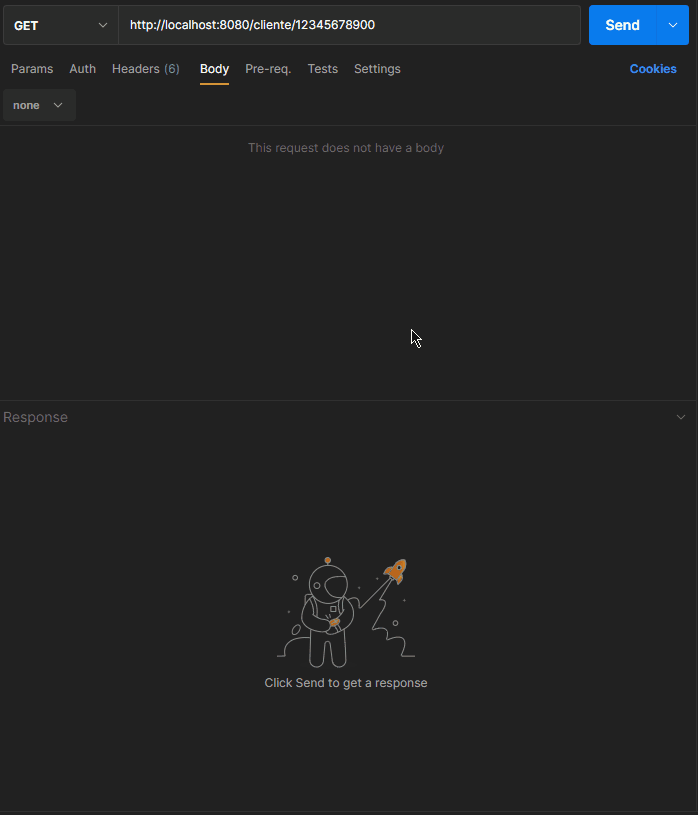 GET http://localhost:8080/cliente/12345678900 Send
Params Auth Headers (6) Body Pre-req. Tests Settings Cookies
none
This request does not have a body
Response
Click Send to get a response